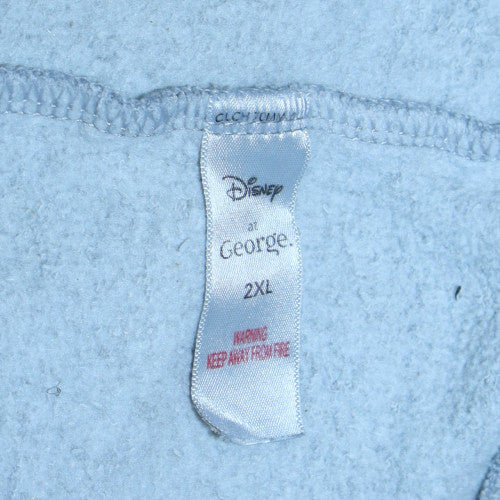 Disney
at
George.
2XL
WARNING
KEEP AWAY FROM FIRE